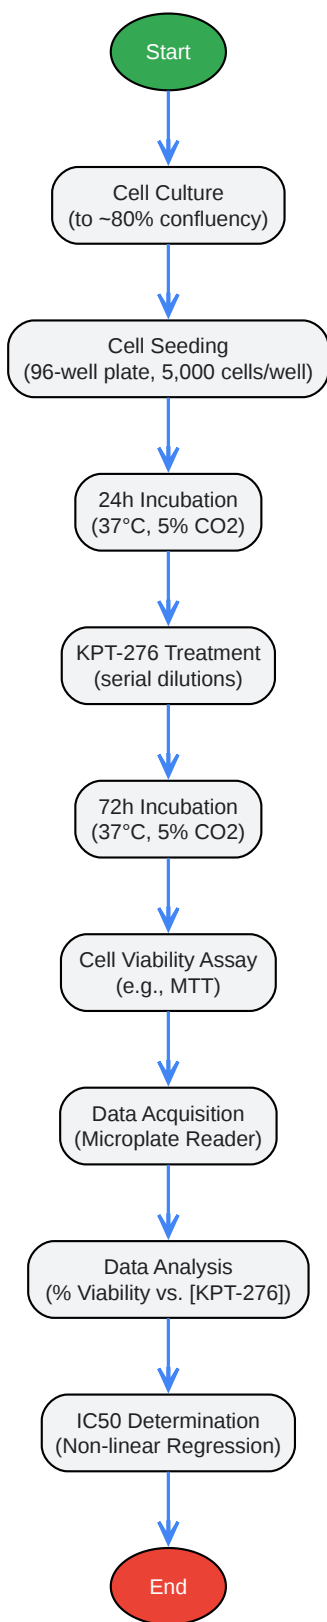 Start
Cell Culture
(to ~80% confluency)
Cell Seeding
(96-well plate, 5,000 cells/well)
24h Incubation
(37°C, 5% CO2)
KPT-276 Treatment
(serial dilutions)
72h Incubation
(37°C, 5% CO2)
Cell Viability Assay
(e.g., MTT)
Data Acquisition
(Microplate Reader)
Data Analysis
(% Viability vs. [KPT-276])
IC50 Determination
(Non-linear Regression)
End